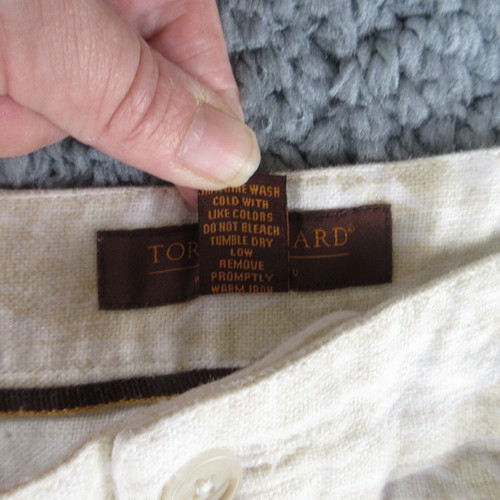 MACHINE WASH
COLD WITH
LIKE COLORS
DO NOT BLEACH
TUMBLE DRY
LOW
REMOVE
PROMPTLY
WARM IRON
TOR ARD®
U